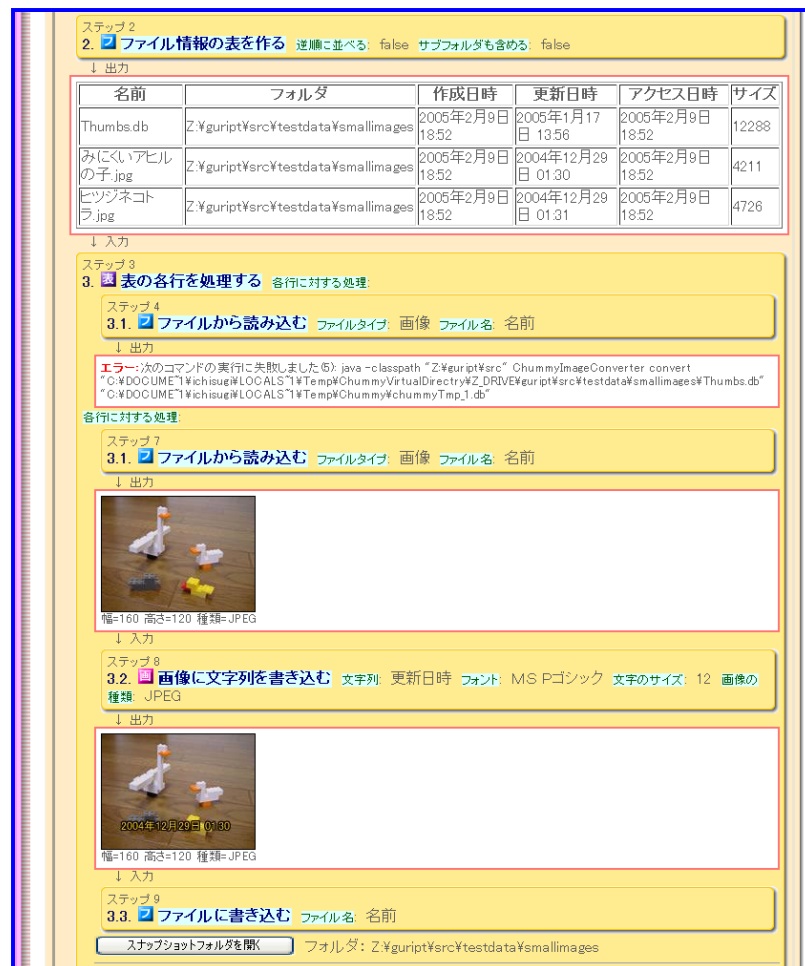 ステップ 2
2. フ ファイル情報の表を作る 逆順に並べる: false サブフォルダも含める: false
↓ 出力
名前 フォルダ 作成日時 更新日時 アクセス日時 サイズ
Thumbs.db Z:¥guript¥src¥testdata¥smallimages 2005年2月9日 18:52 2005年1月17日 13:56 2005年2月9日 18:52 12288
みにくいアヒルの子.jpg Z:¥guript¥src¥testdata¥smallimages 2005年2月9日 18:52 2004年12月29日 01:30 2005年2月9日 18:52 4211
ヒツジネコトラ.jpg Z:¥guript¥src¥testdata¥smallimages 2005年2月9日 18:52 2004年12月29日 01:31 2005年2月9日 18:52 4726
↓ 入力
ステップ 3
3. 表 表の各行を処理する 各行に対する処理:
ステップ 4
3.1. フ ファイルから読み込む ファイルタイプ: 画像 ファイル名: 名前
↓ 出力
エラー:次のコマンドの実行に失敗しました(5): java -classpath "Z:¥guript¥src" ChummyImageConverter convert
"C:¥DOCUME~1¥ichisugi¥LOCALS~1¥Temp¥ChummyVirtualDirectry¥Z_DRIVE¥guript¥src¥testdata¥smallimages¥Thumbs.db"
"C:¥DOCUME~1¥ichisugi¥LOCALS~1¥Temp¥Chummy¥chummyTmp_1.db"
各行に対する処理:
ステップ 7
3.1. フ ファイルから読み込む ファイルタイプ: 画像 ファイル名: 名前
↓ 出力
幅=160 高さ=120 種類=JPEG
↓ 入力
ステップ 8
3.2. 画 画像に文字列を書き込む 文字列: 更新日時 フォント: MS Pゴシック 文字のサイズ: 12 画像の
種類: JPEG
↓ 出力
2004年12月29日 01:30
幅=160 高さ=120 種類=JPEG
↓ 入力
ステップ 9
3.3. フ ファイルに書き込む ファイル名: 名前
スナップショットフォルダを開く フォルダ: Z:¥guript¥src¥testdata¥smallimages